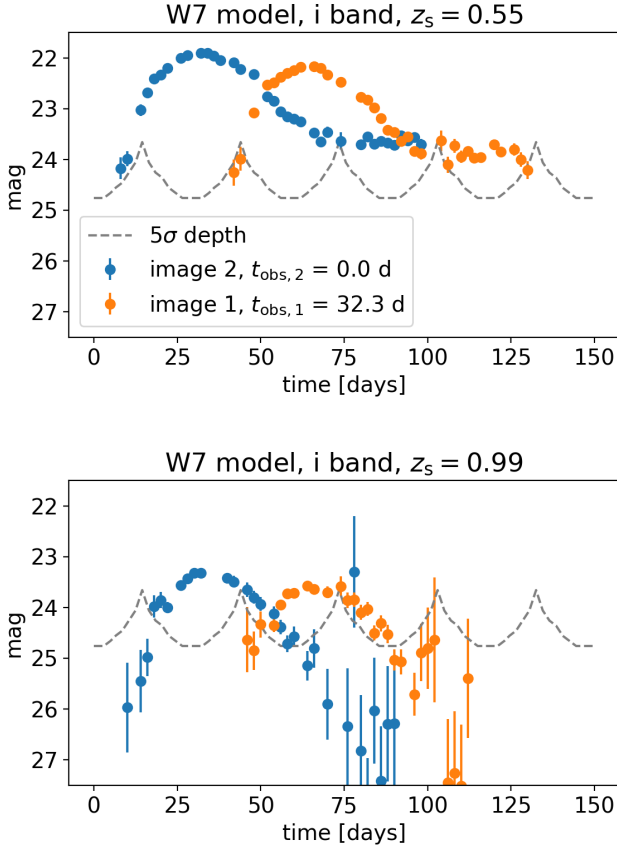 W7 model, i band, zₛ = 0.55
22
23
24
25
26
27
mag
5σ depth
image 2, t_obs, 2 = 0.0 d
image 1, t_obs, 1 = 32.3 d
0 25 50 75 100 125 150
time [days]
W7 model, i band, zₛ = 0.99
22
23
24
25
26
27
mag
0 25 50 75 100 125 150
time [days]